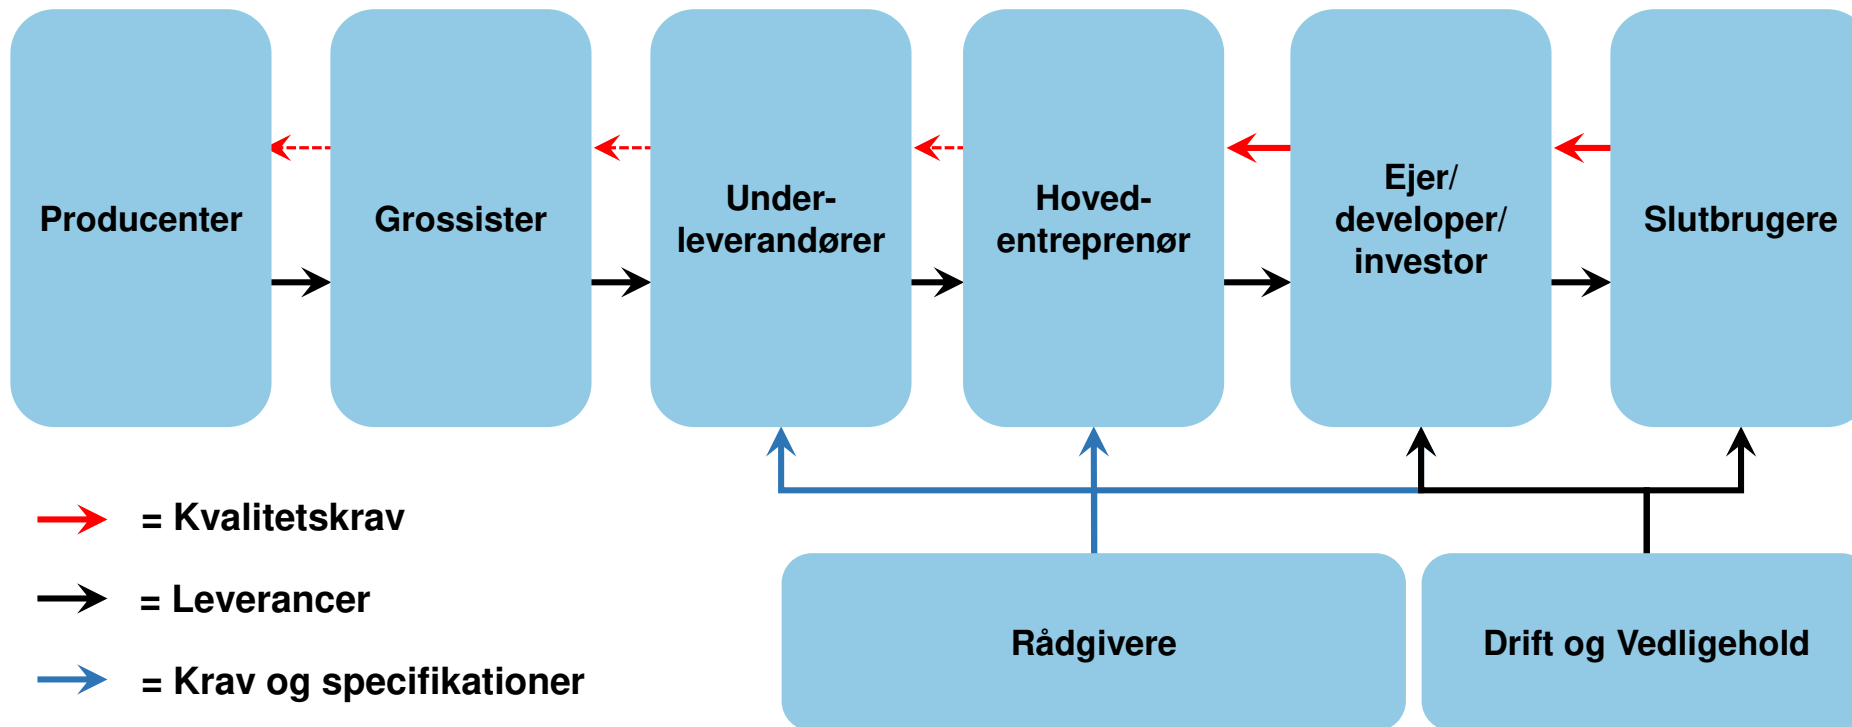 Producenter
Grossister
Under-
leverandører
Hoved-
entreprenør
Ejer/
developer/
investor
Slutbrugere
= Kvalitetskrav
= Leverancer
= Krav og specifikationer
Rådgivere
Drift og Vedligehold